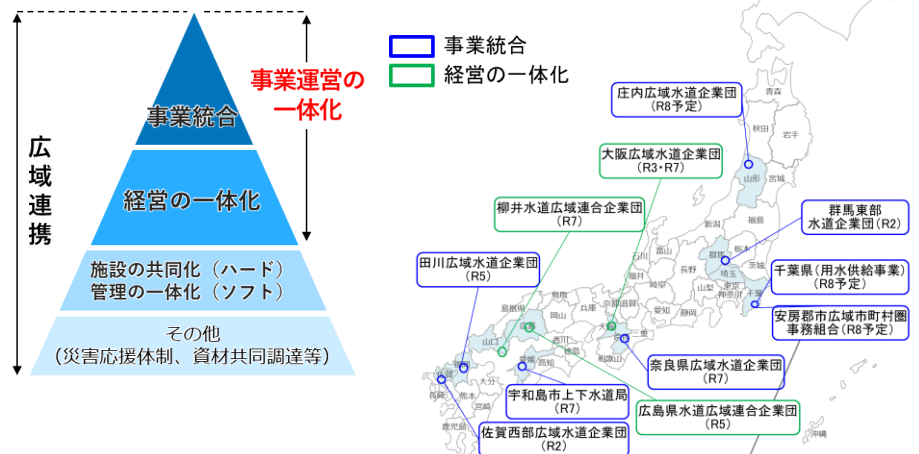 事業運営の
一体化
事業統合
広域連携
経営の一体化
施設の共同化（ハード）
管理の一体化（ソフト）
その他
（災害応援体制、資材共同調達等）
事業統合
経営の一体化
庄内広域水道企業団
（R8予定）
大阪広域水道企業団
（R3・R7）
柳井水道広域連合企業団
（R7）
田川広域水道企業団
（R5）
群馬東部
水道企業団（R2）
千葉県（用水供給事業）
（R8予定）
安房郡市広域市町村圏
事務組合（R8予定）
奈良県広域水道企業団
（R7）
宇和島市上下水道局
（R7）
広島県水道広域連合企業団
（R5）
佐賀西部広域水道企業団
（R2）
青森
秋田
岩手
山形
宮城
新潟
福島
群馬
栃木
茨城
埼玉
東京
神奈川
千葉
山梨
長野
富山
石川
福井
岐阜
静岡
愛知
三重
滋賀
京都
兵庫
和歌山
鳥取
島根県
岡山
山口
香川
徳島
高知
愛媛
大分
熊本
宮崎
長崎
鹿児島
沖縄